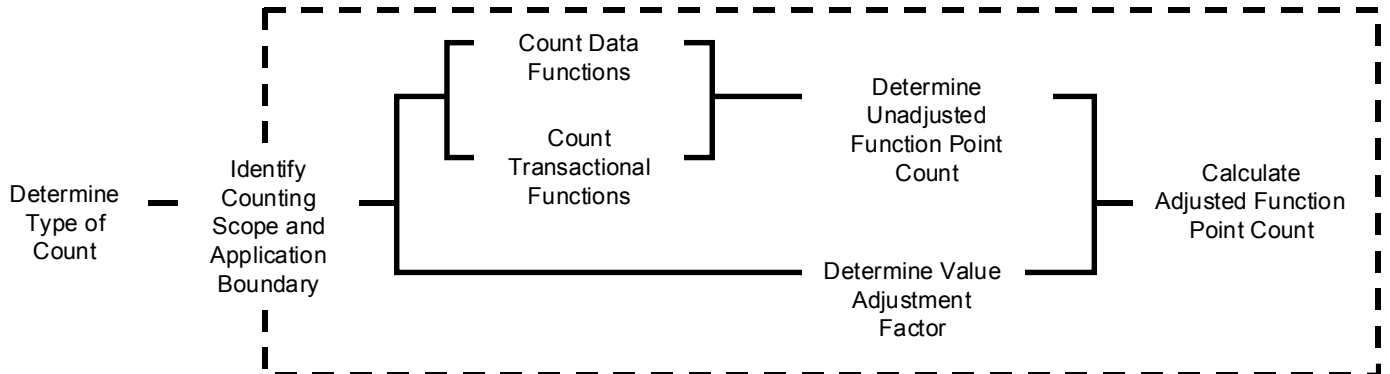 Determine
Type of
Count
Identify
Counting
Scope and
Application
Boundary
Count Data
Functions
Count
Transactional
Functions
Determine
Unadjusted
Function Point
Count
Determine Value
Adjustment
Factor
Calculate
Adjusted Function
Point Count